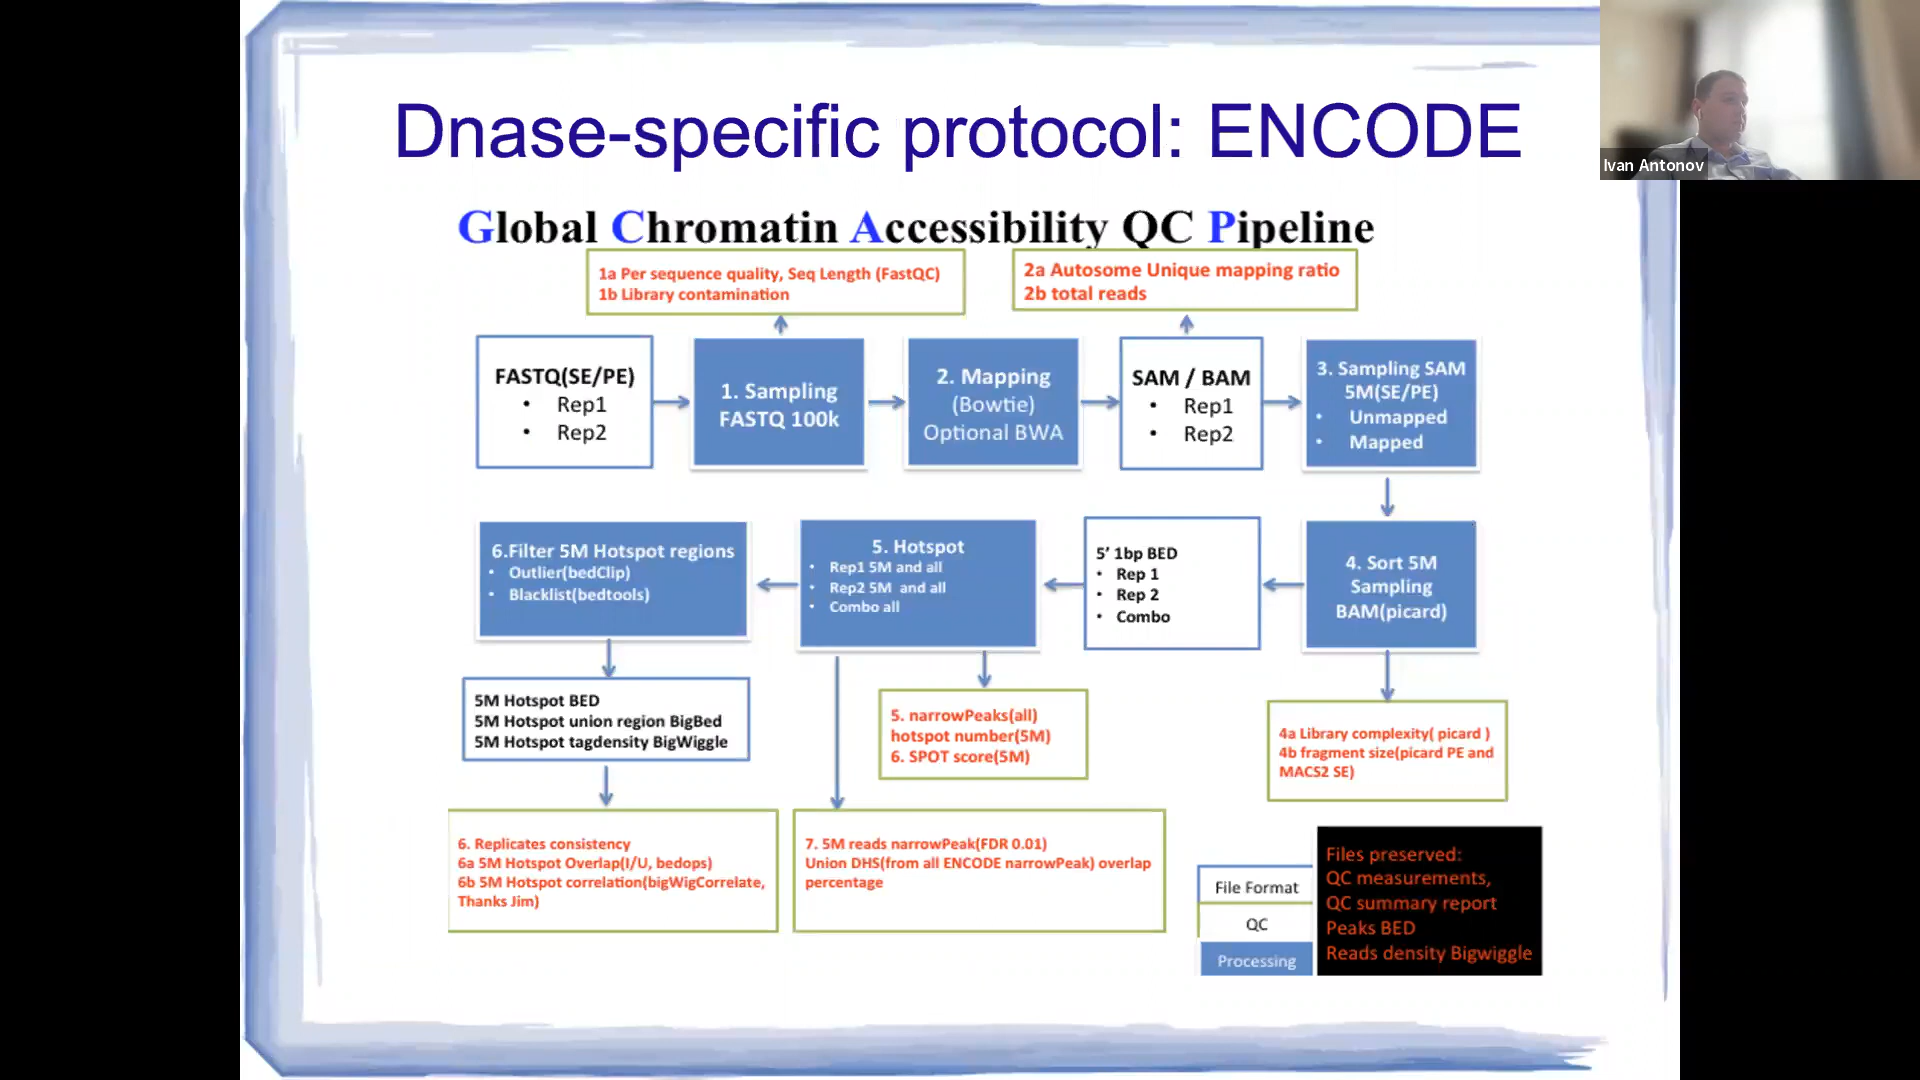 Dnase-specific protocol: ENCODE
Ivan Antonov
Global Chromatin Accessibility QC Pipeline
1a Per sequence quality, Seq Length (FastQC)
1b Library contamination
2a Autosome Unique mapping ratio
2b total reads
FASTQ(SE/PE)
• Rep1
• Rep2
1. Sampling
FASTQ 100k
2. Mapping
(Bowtie)
Optional BWA
SAM / BAM
• Rep1
• Rep2
3. Sampling SAM
5M(SE/PE)
• Unmapped
• Mapped
6.Filter 5M Hotspot regions
• Outlier(bedClip)
• Blacklist(bedtools)
5. Hotspot
• Rep1 5M and all
• Rep2 5M and all
• Combo all
5’ 1bp BED
• Rep 1
• Rep 2
• Combo
4. Sort 5M
Sampling
BAM(picard)
5M Hotspot BED
5M Hotspot union region BigBed
5M Hotspot tagdensity BigWiggle
5. narrowPeaks(all)
hotspot number(5M)
6. SPOT score(5M)
4a Library complexity( picard )
4b fragment size(picard PE and
MACS2 SE)
6. Replicates consistency
6a 5M Hotspot Overlap(I/U, bedops)
6b 5M Hotspot correlation(bigWigCorrelate,
Thanks Jim)
7. 5M reads narrowPeak(FDR 0.01)
Union DHS(from all ENCODE narrowPeak) overlap
percentage
File Format
QC
Processing
Files preserved:
QC measurements,
QC summary report
Peaks BED
Reads density Bigwiggle